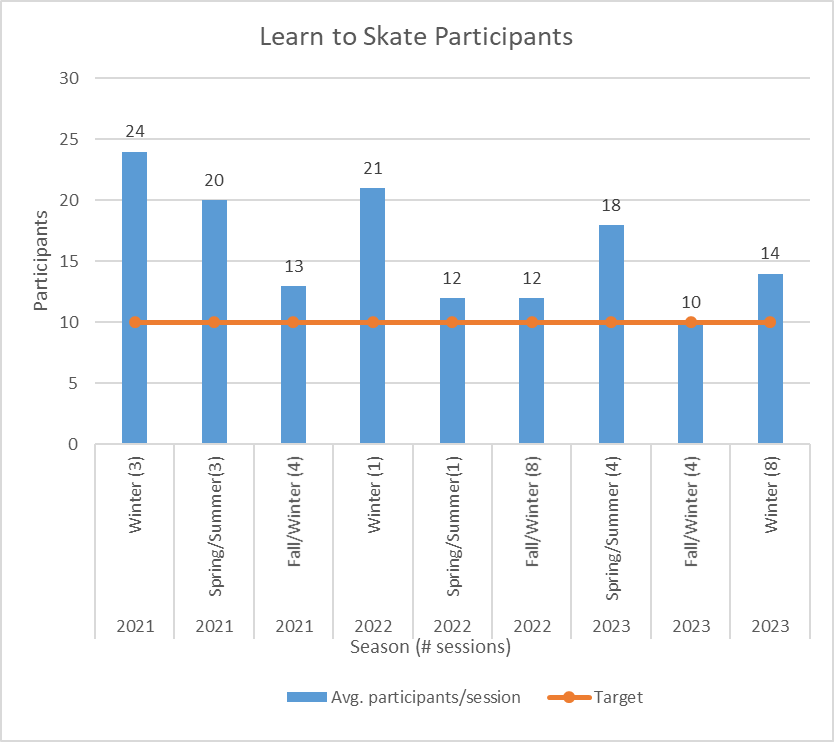 Learn to Skate Participants
30
25
20
15
10
5
0
Participants
24
20
13
21
12
12
18
10
14
Winter (3)
Spring/Summer(3)
Fall/Winter (4)
Winter (1)
Spring/Summer(1)
Fall/Winter (8)
Spring/Summer (4)
Fall/Winter (4)
Winter (8)
2021 2021 2021 2022 2022 2022 2023 2023 2023
Season (# sessions)
Avg. participants/session Target